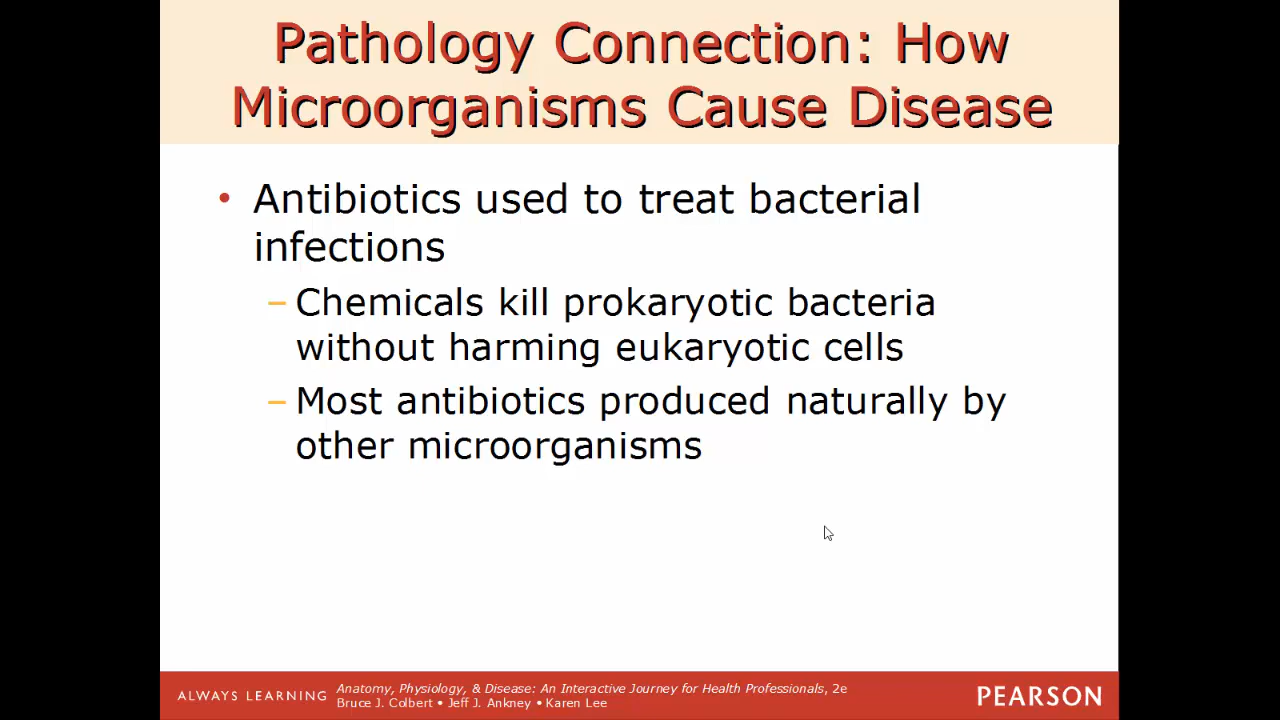 Pathology Connection: How
Microorganisms Cause Disease
• Antibiotics used to treat bacterial
infections
– Chemicals kill prokaryotic bacteria
without harming eukaryotic cells
– Most antibiotics produced naturally by
other microorganisms
ALWAYS LEARNING
Anatomy, Physiology, & Disease: An Interactive Journey for Health Professionals, 2e
Bruce J. Colbert • Jeff J. Ankney • Karen Lee
PEARSON